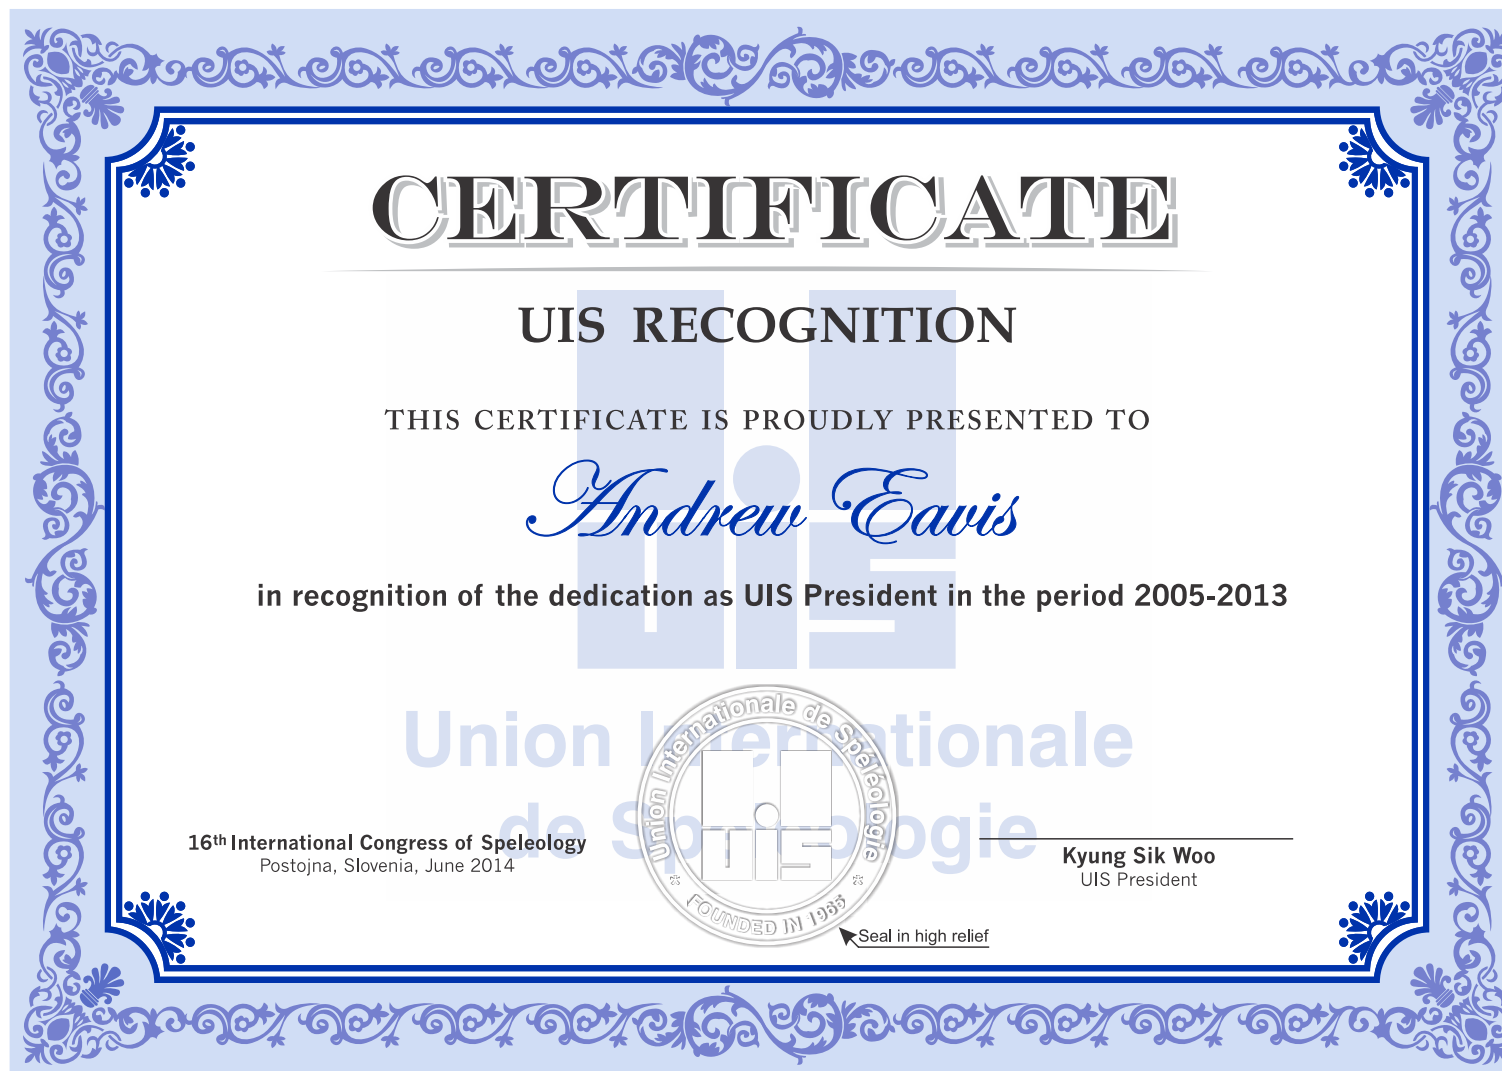 CERTIFICATE
UIS RECOGNITION
THIS CERTIFICATE IS PROUDLY PRESENTED TO
Andrew Eavis
in recognition of the dedication as UIS President in the period 2005-2013
UIS
Union Internationale
de Spéléologie
Union Internationale de Spéléologie
UIS
FOUNDED IN 1965
16th International Congress of Speleology
Postojna, Slovenia, June 2014
Kyung Sik Woo
UIS President
Seal in high relief